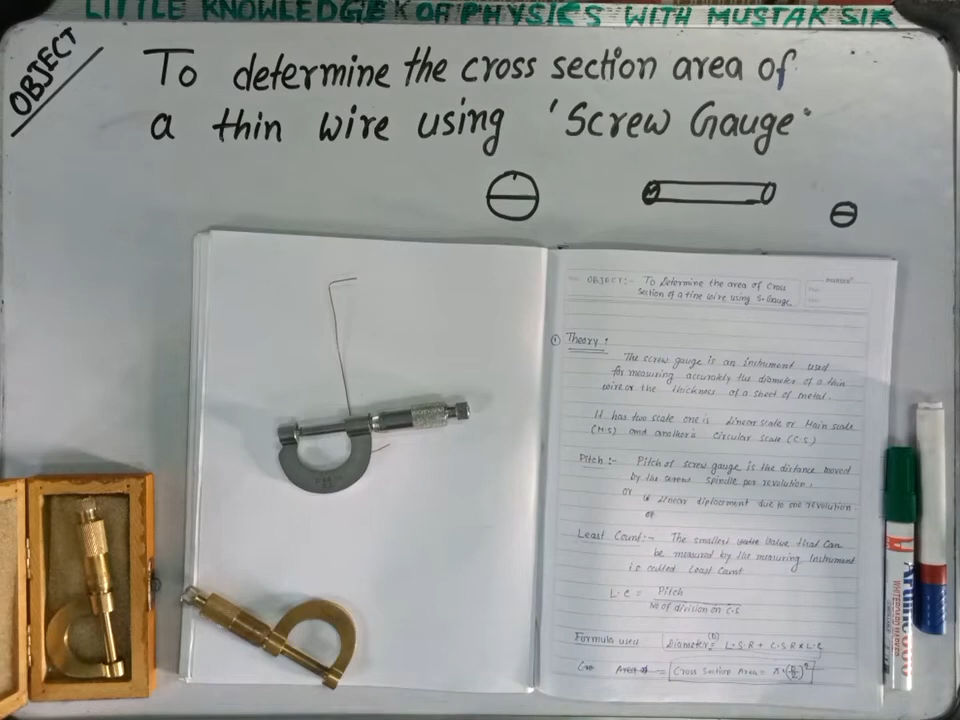 LITTLE KNOWLEDGE OF PHYSICS WITH MUSTAK SIR
OBJECT
To determine the cross section area of
a thin wire using 'Screw Gauge'
OBJECT:- To Determine the area of cross
section of a fine wire using S.Gauge
① Theory:
The screw gauge is an instrument used
for measuring accurately the diameter of a thin
wire or the thickness of a sheet of metal.
It has two scale one is Linear scale or Main scale
(M.S) and another is Circular scale (C.S)
Pitch:- Pitch of screw gauge is the distance moved
by the screw spindle per revolution,
or
Linear diplacement due to one revolution
or
Least Count:- The smallest value that can
be measured by the measuring instrument
is called Least Count
L.C = Pitch
No of division on C.S
Formula used Diameter (D) = L.S.R + C.S.R x L.C
Area = Cross Section Area = π.(D/2)²
Artline